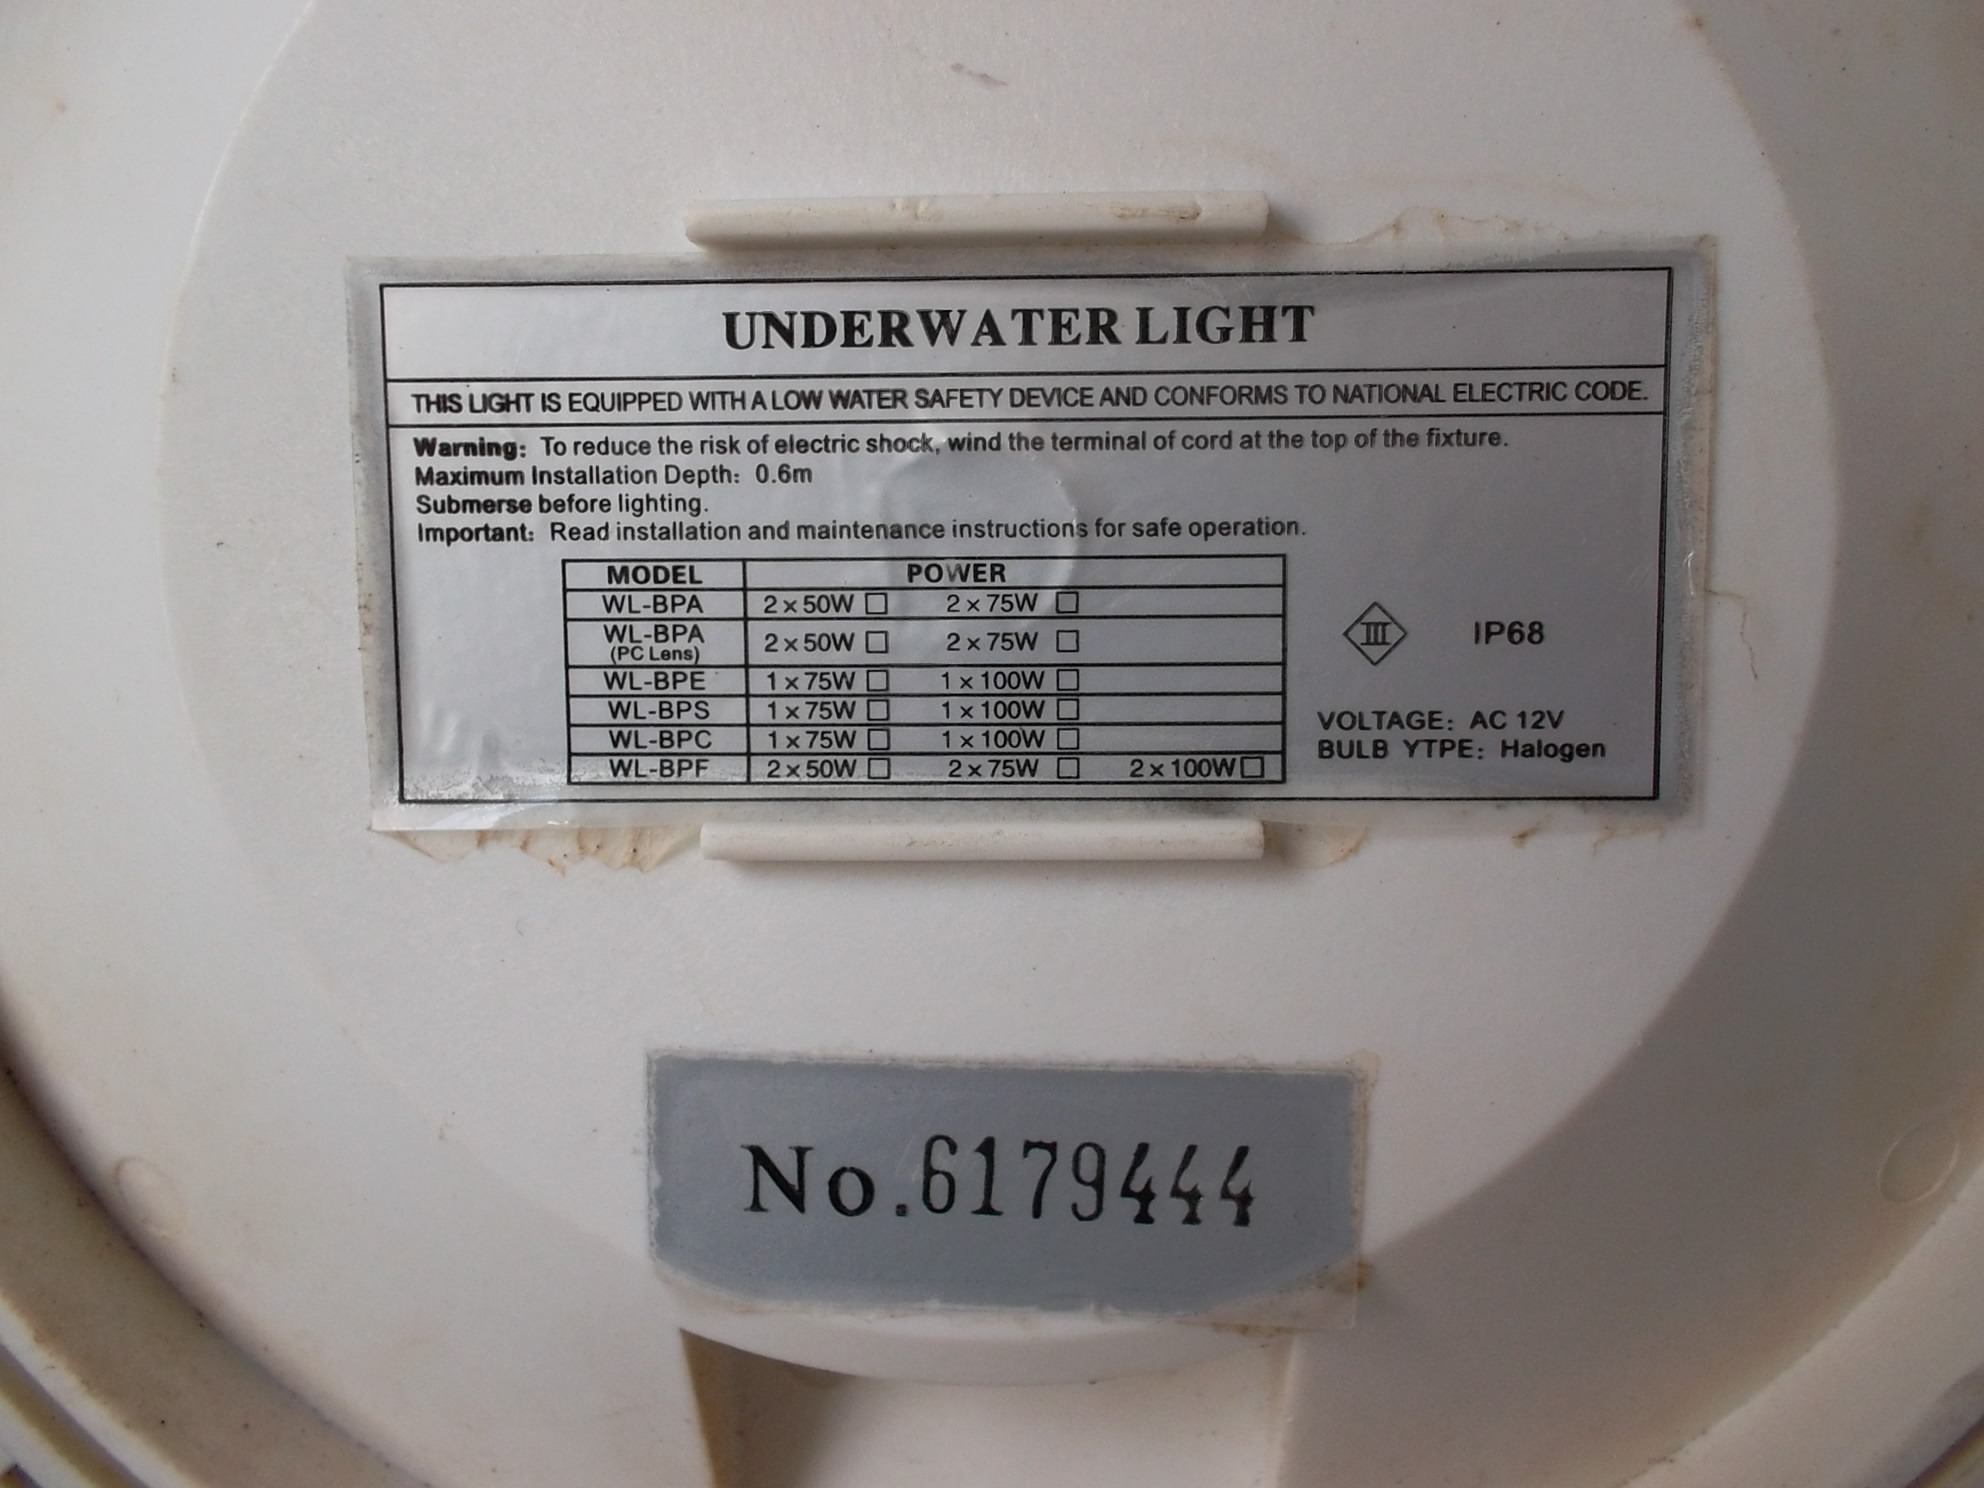 UNDERWATER LIGHT
THIS LIGHT IS EQUIPPED WITH A LOW WATER SAFETY DEVICE AND CONFORMS TO NATIONAL ELECTRIC CODE.
Warning: To reduce the risk of electric shock, wind the terminal of cord at the top of the fixture.
Maximum Installation Depth: 0.6m
Submerse before lighting.
Important: Read installation and maintenance instructions for safe operation.
MODEL POWER
WL-BPA 2×50W □ 2×75W □
WL-BPA (PC Lens) 2×50W □ 2×75W □
WL-BPE 1×75W □ 1×100W □
WL-BPS 1×75W □ 1×100W □
WL-BPC 1×75W □ 1×100W □
WL-BPF 2×50W □ 2×75W □ 2×100W □
III IP68
VOLTAGE: AC 12V
BULB YTPE: Halogen
No.6179444